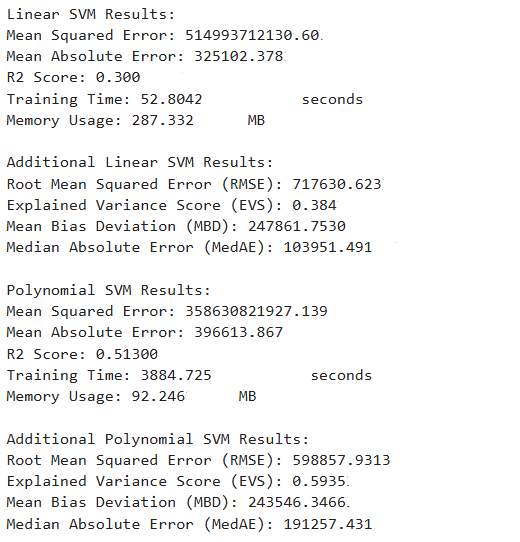 Linear SVM Results:
Mean Squared Error: 514993712130.60.
Mean Absolute Error: 325102.378
R2 Score: 0.300
Training Time: 52.8042 seconds
Memory Usage: 287.332 MB
Additional Linear SVM Results:
Root Mean Squared Error (RMSE): 717630.623
Explained Variance Score (EVS): 0.384
Mean Bias Deviation (MBD): 247861.7530
Median Absolute Error (MedAE): 103951.491
Polynomial SVM Results:
Mean Squared Error: 358630821927.139
Mean Absolute Error: 396613.867
R2 Score: 0.51300
Training Time: 3884.725 seconds
Memory Usage: 92.246 MB
Additional Polynomial SVM Results:
Root Mean Squared Error (RMSE): 598857.9313
Explained Variance Score (EVS): 0.5935.
Mean Bias Deviation (MBD): 243546.3466.
Median Absolute Error (MedAE): 191257.431